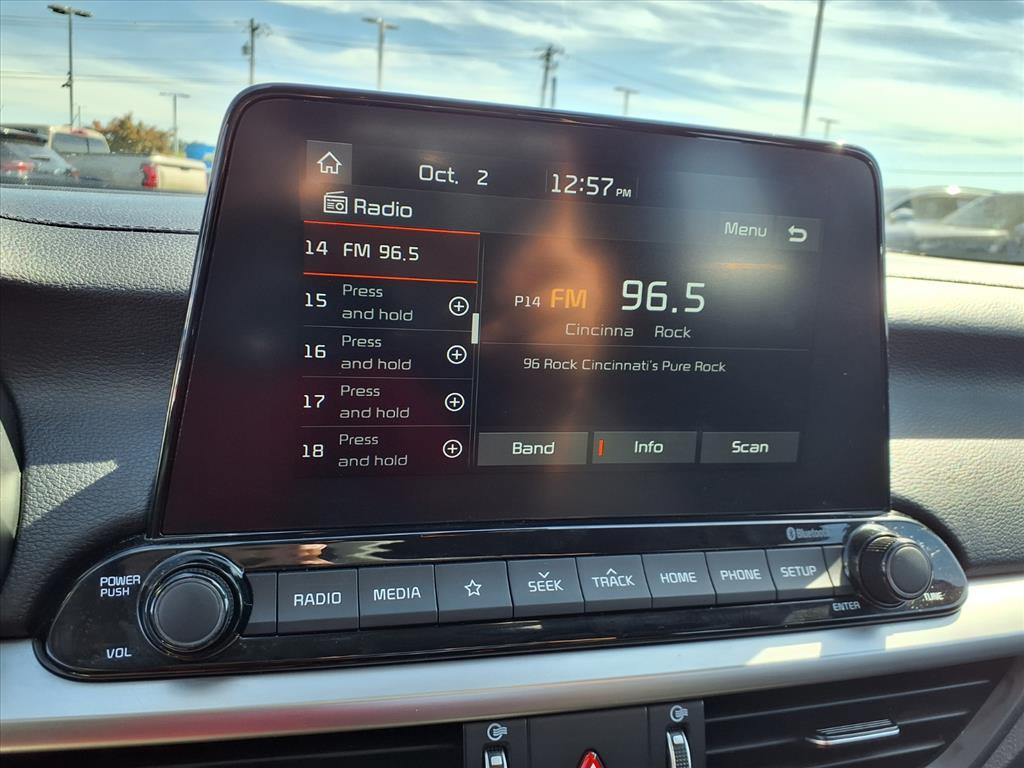 Oct. 2 12:57 PM
Radio
Menu
14 FM 96.5
15 Press and hold
16 Press and hold
17 Press and hold
18 Press and hold
P14 FM 96.5
Cincinna Rock
96 Rock Cincinnati's Pure Rock
Band Info Scan
Bluetooth
POWER
PUSH
VOL
RADIO MEDIA SEEK TRACK HOME PHONE SETUP
ENTER
TUNE